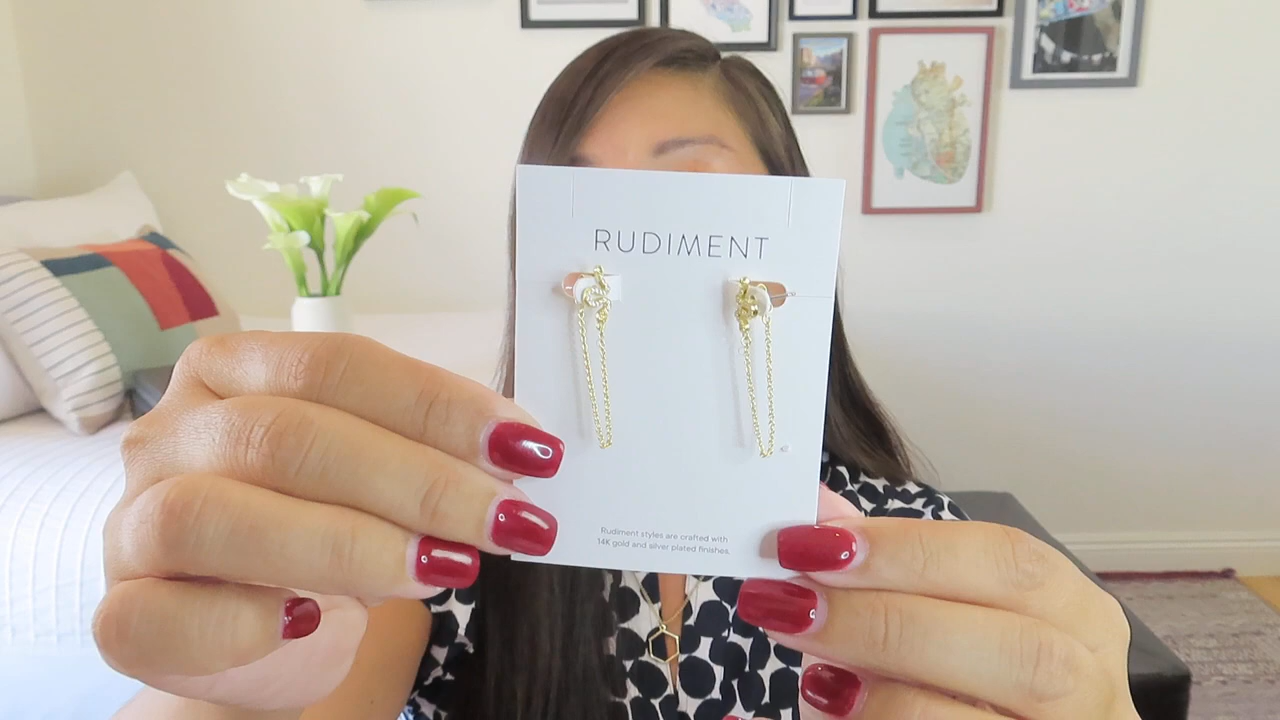 RUDIMENT
Rudiment styles are crafted with
14K gold and silver plated finishes.